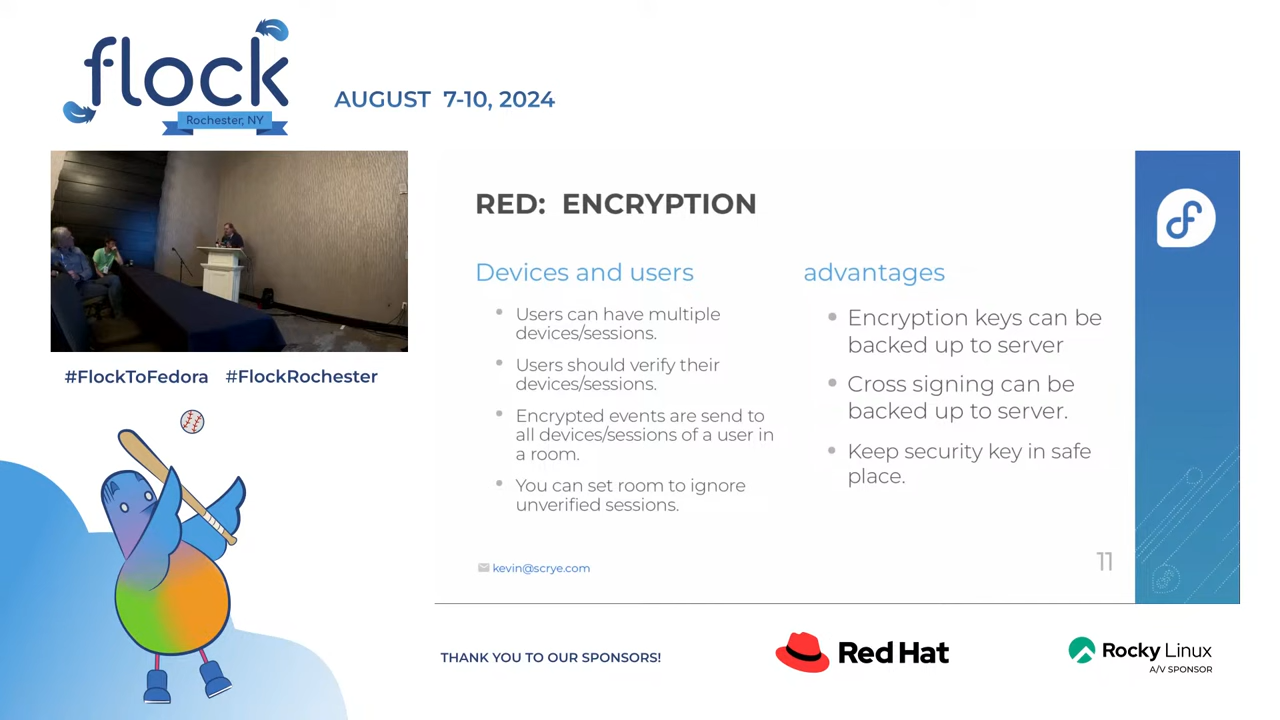 flock
Rochester, NY
AUGUST 7-10, 2024
#FlockToFedora #FlockRochester
RED: ENCRYPTION
Devices and users
Users can have multiple
devices/sessions.
Users should verify their
devices/sessions.
Encrypted events are send to
all devices/sessions of a user in
a room.
You can set room to ignore
unverified sessions.
advantages
Encryption keys can be
backed up to server
Cross signing can be
backed up to server.
Keep security key in safe
place.
kevin@scrye.com
11
THANK YOU TO OUR SPONSORS!
Red Hat
Rocky Linux
A/V SPONSOR